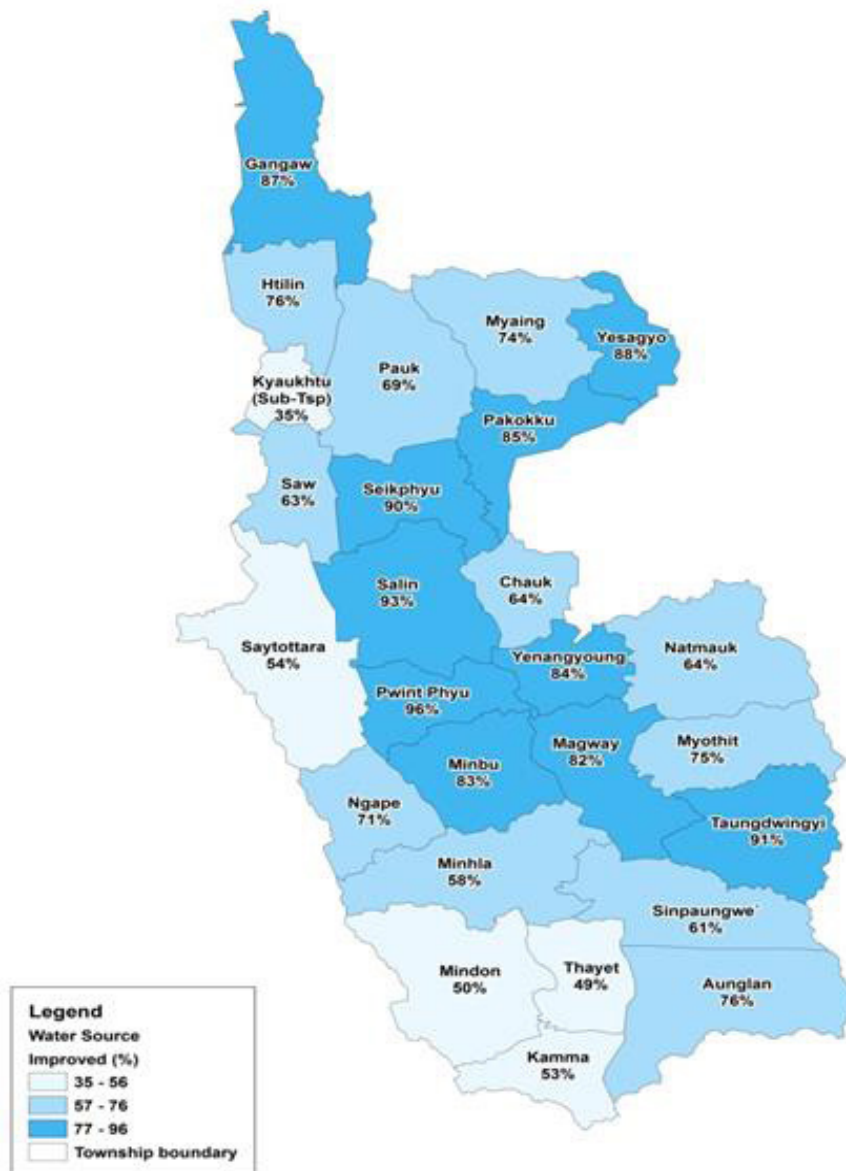 Gangaw
87%
Htilin
76%
Myaing
74%
Yesagyo
88%
Pauk
69%
Kyaukhtu
(Sub-Tsp)
35%
Pakokku
85%
Saw
63%
Seikphyu
90%
Salin
93%
Chauk
64%
Saytottara
54%
Yenangyoung
84%
Natmauk
64%
Pwint Phyu
96%
Magway
82%
Myothit
75%
Minbu
83%
Ngape
71%
Taungdwingyi
91%
Minhla
58%
Sinpaungwe`
61%
Mindon
50%
Thayet
49%
Aunglan
76%
Kamma
53%
Legend
Water Source
Improved (%)
35 - 56
57 - 76
77 - 96
Township boundary